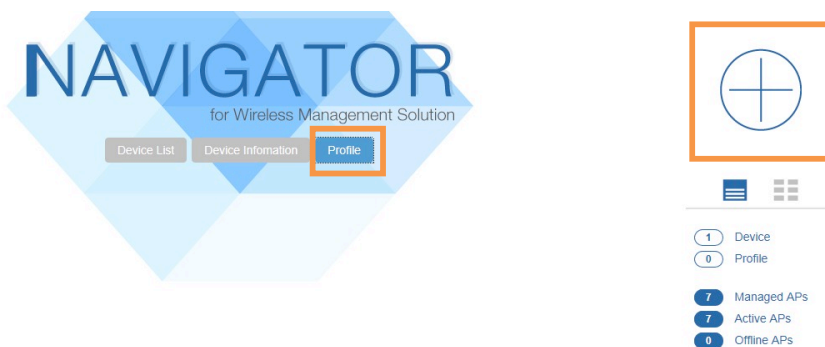 NAVIGATOR
for Wireless Management Solution
Device List Device Infomation Profile
1 Device
0 Profile
7 Managed APs
7 Active APs
0 Offline APs